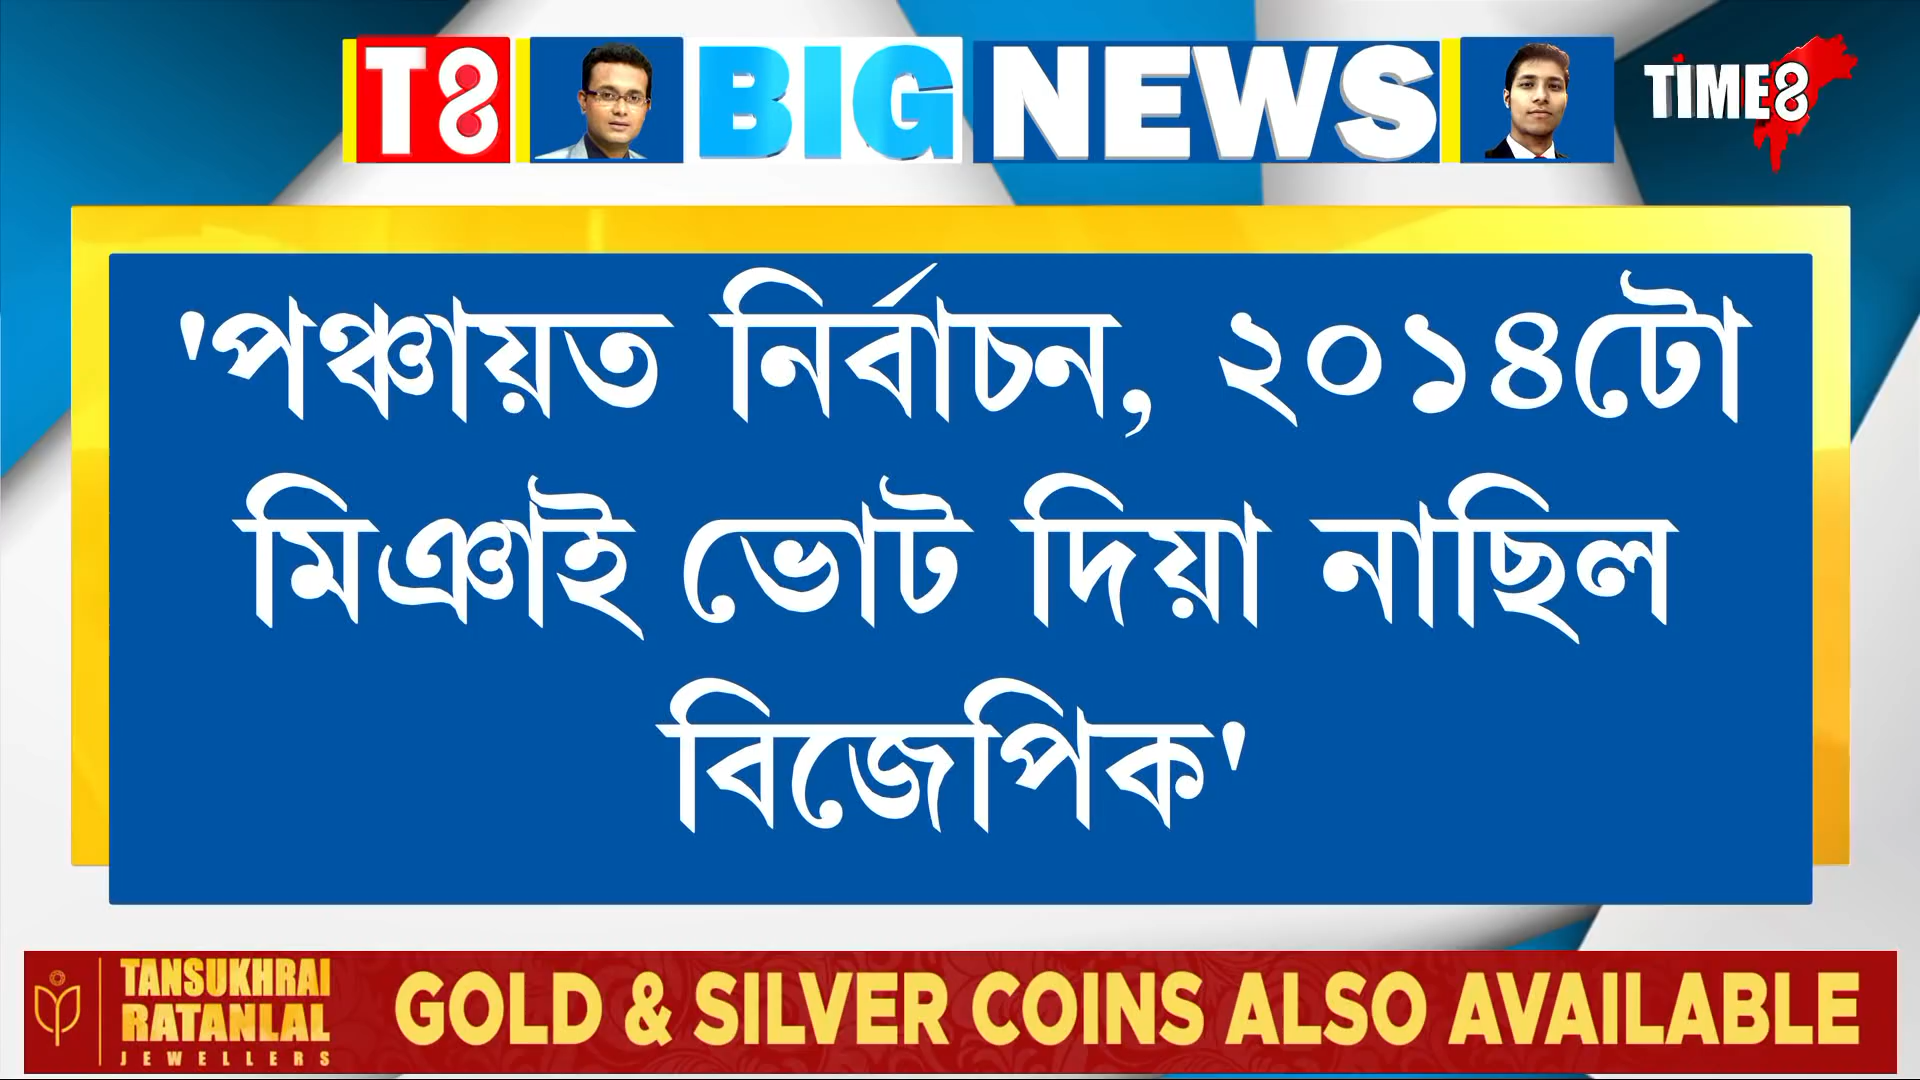 T8 BIG NEWS TIME8
'পঞ্চায়ত নিৰ্বাচন, ২০১৪টো
মিঞাই ভোট দিয়া নাছিল
বিজেপিক'
TANSUKHRAI
RATANLAL
JEWELLERS
GOLD & SILVER COINS ALSO AVAILABLE